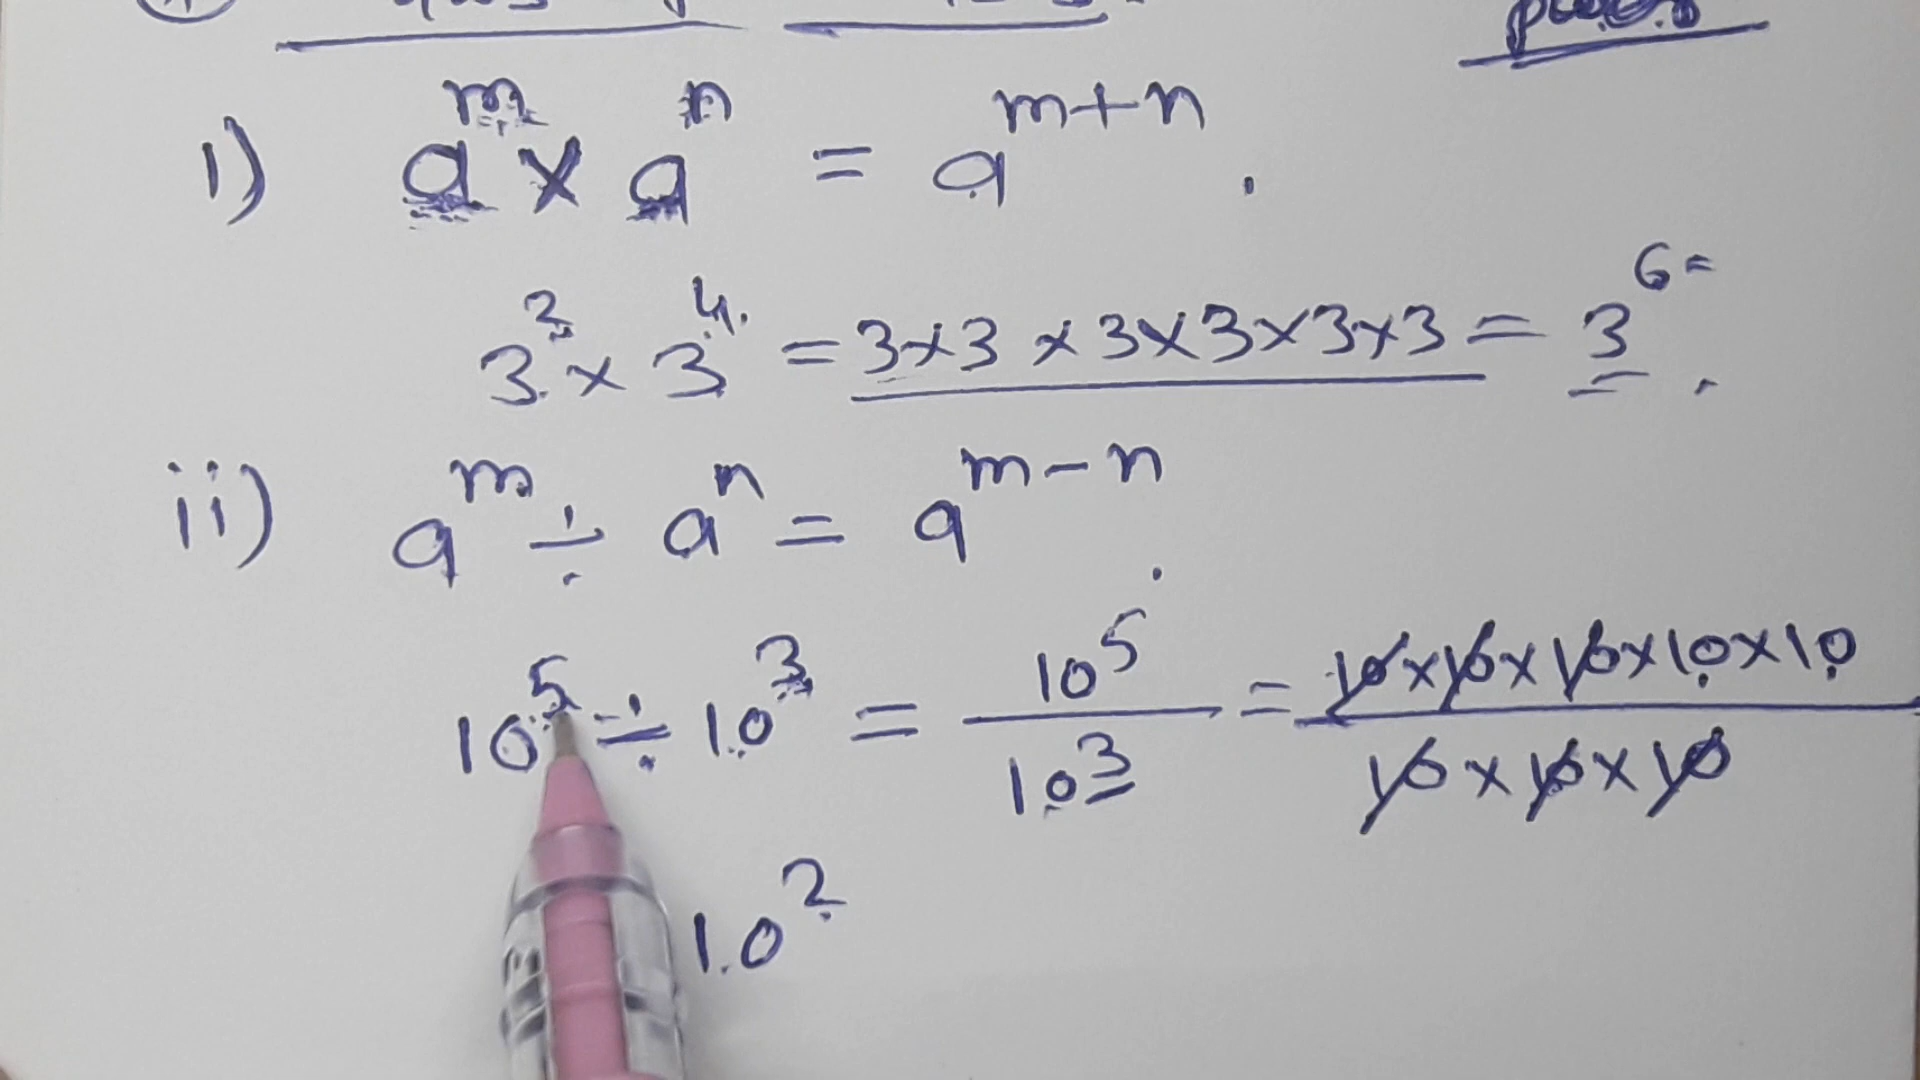 i) a^m × a^n = a^(m+n) .
3^2 × 3^4 = 3×3 × 3×3×3×3 = 3^6 = .
ii) a^m ÷ a^n = a^(m-n) .
10^5 ÷ 10^3 = 10^5 / 10^3 = 10×10×10×10×10 / 10×10×10
10^2